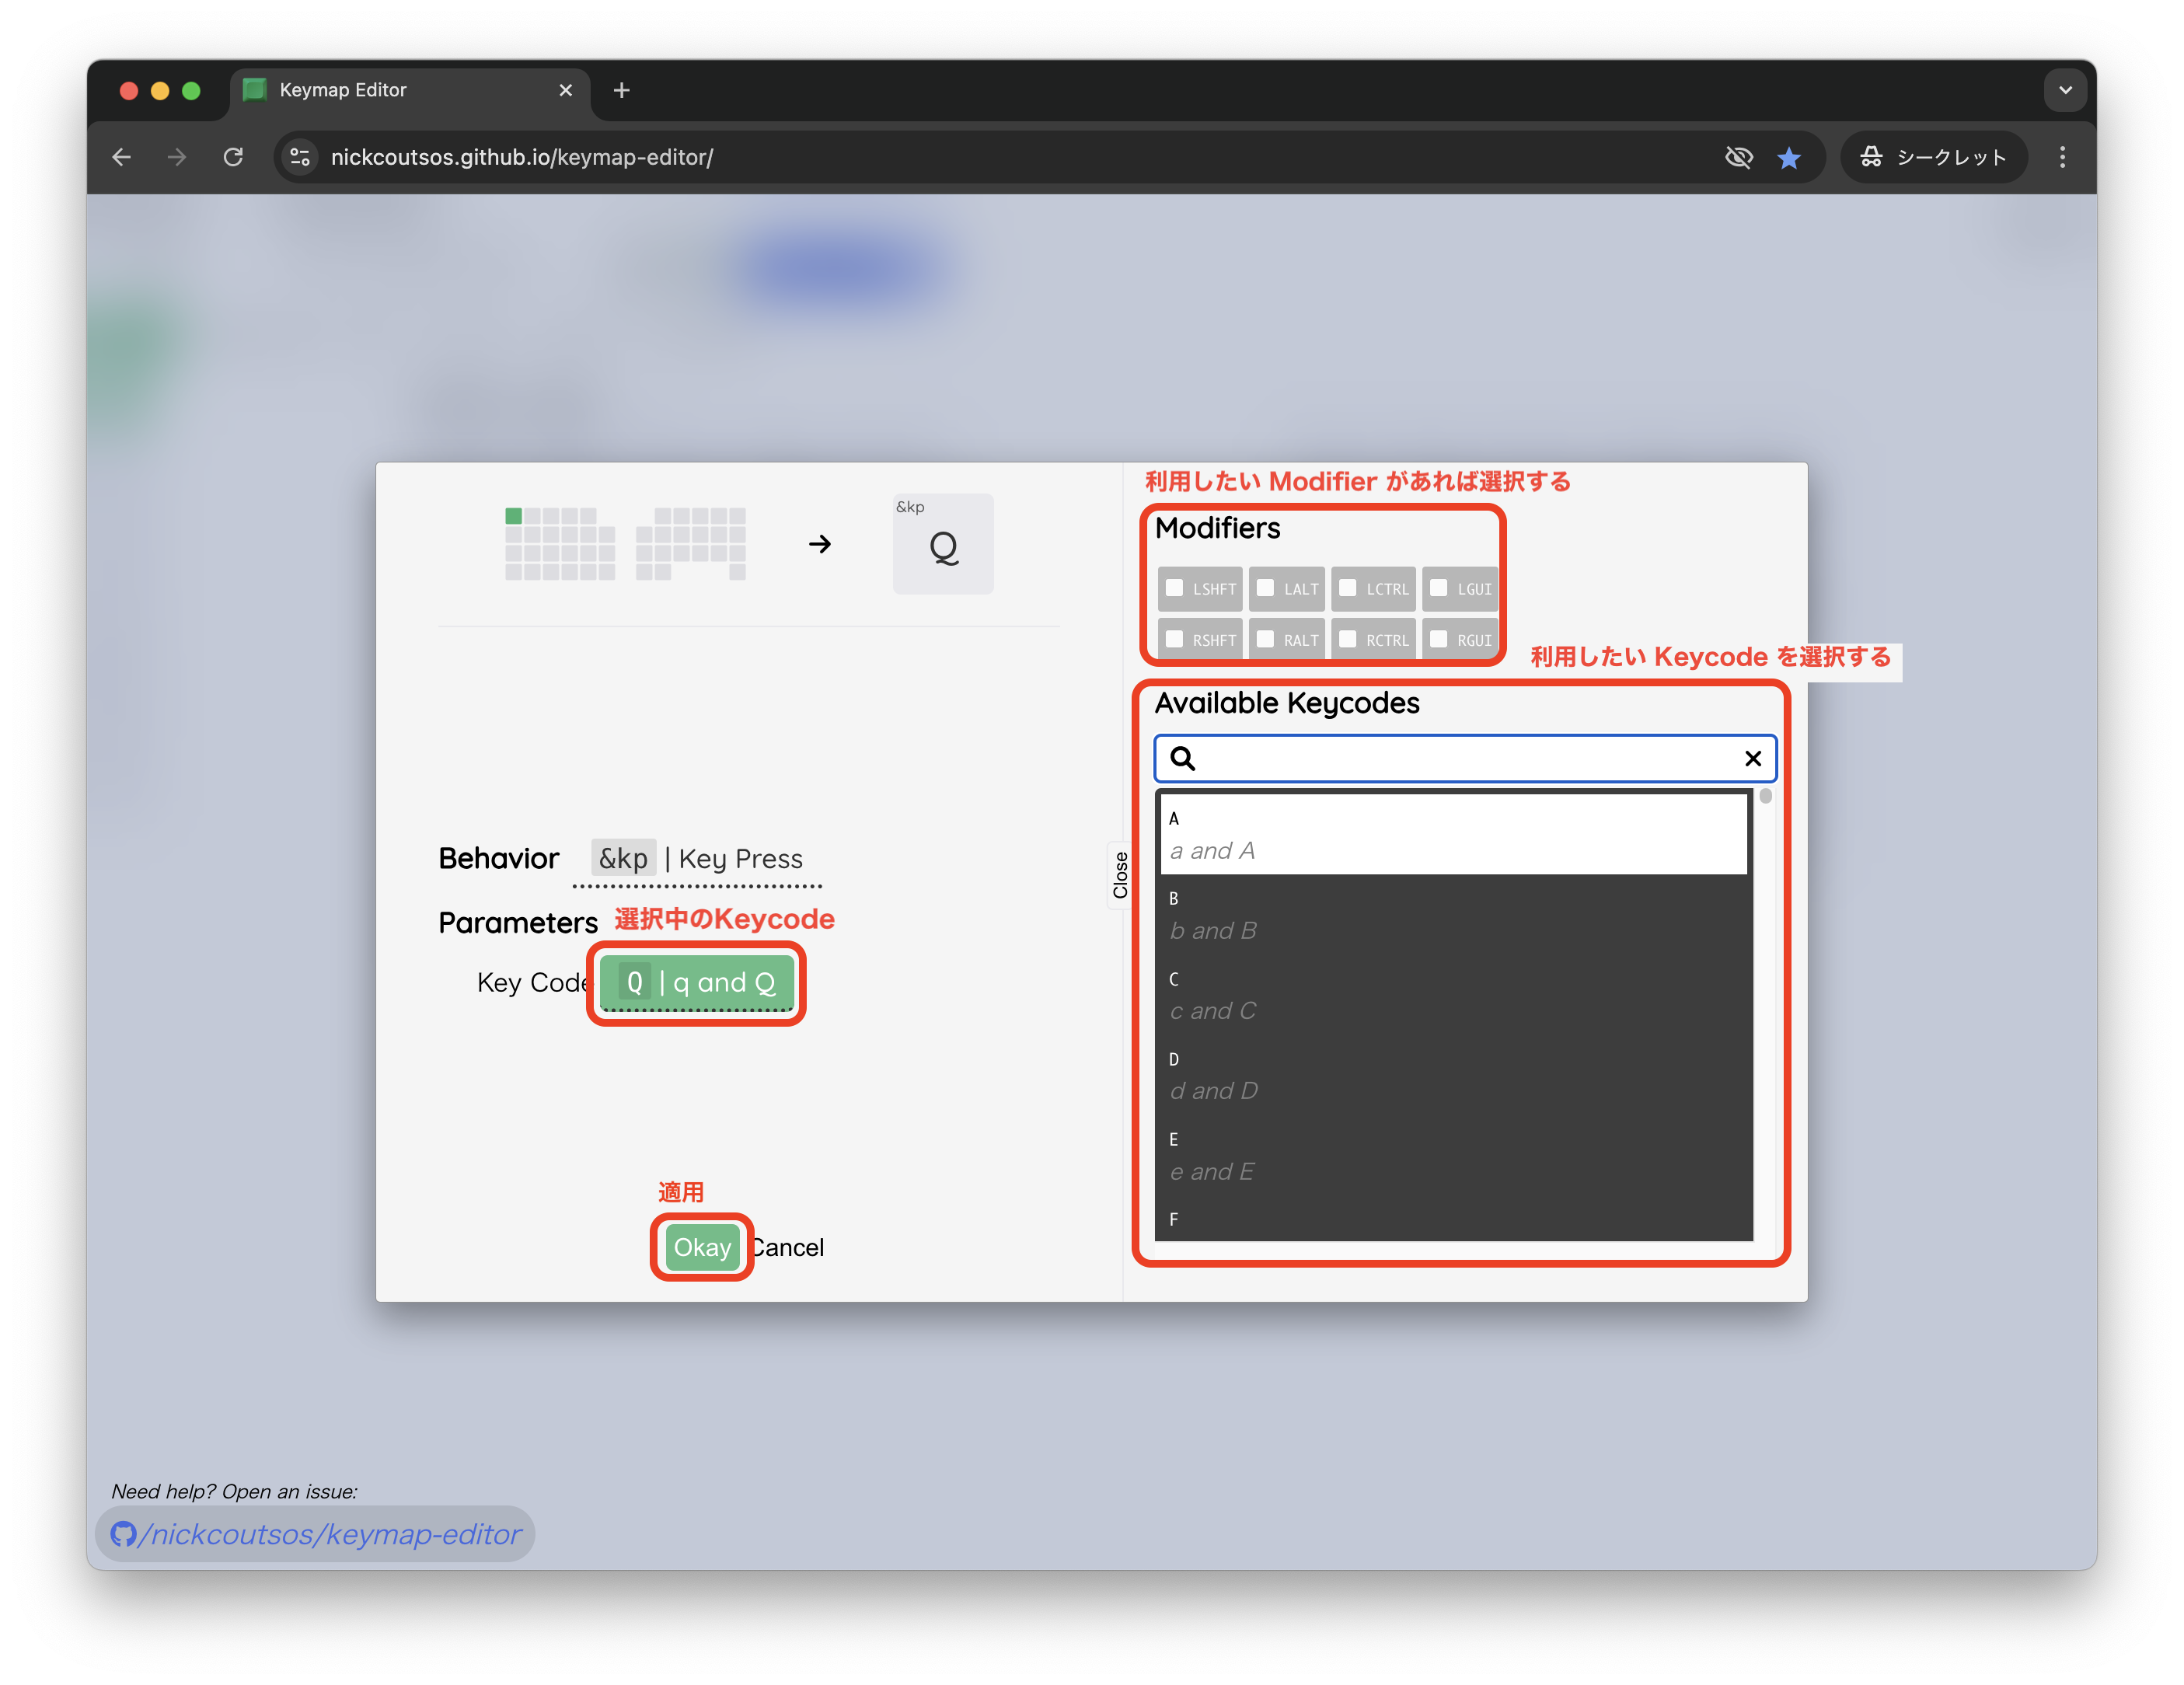 Keymap Editor
nickcoutsos.github.io/keymap-editor/
シークレット
&kp
Q
Behavior &kp | Key Press
Parameters 選択中のKeycode
Key Code Q | q and Q
適用
Okay Cancel
Close
利用したい Modifier があれば選択する
Modifiers
LSHFT LALT LCTRL LGUI
RSHFT RALT RCTRL RGUI
利用したい Keycode を選択する
Available Keycodes
A
a and A
B
b and B
C
c and C
D
d and D
E
e and E
F
Need help? Open an issue:
/nickcoutsos/keymap-editor